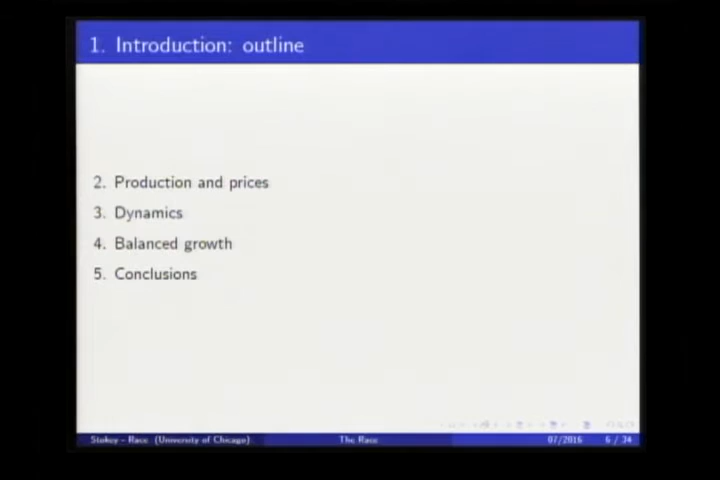 1. Introduction: outline
2. Production and prices
3. Dynamics
4. Balanced growth
5. Conclusions
Stokey – Race (University of Chicago) The Race 07/2016 6 / 34